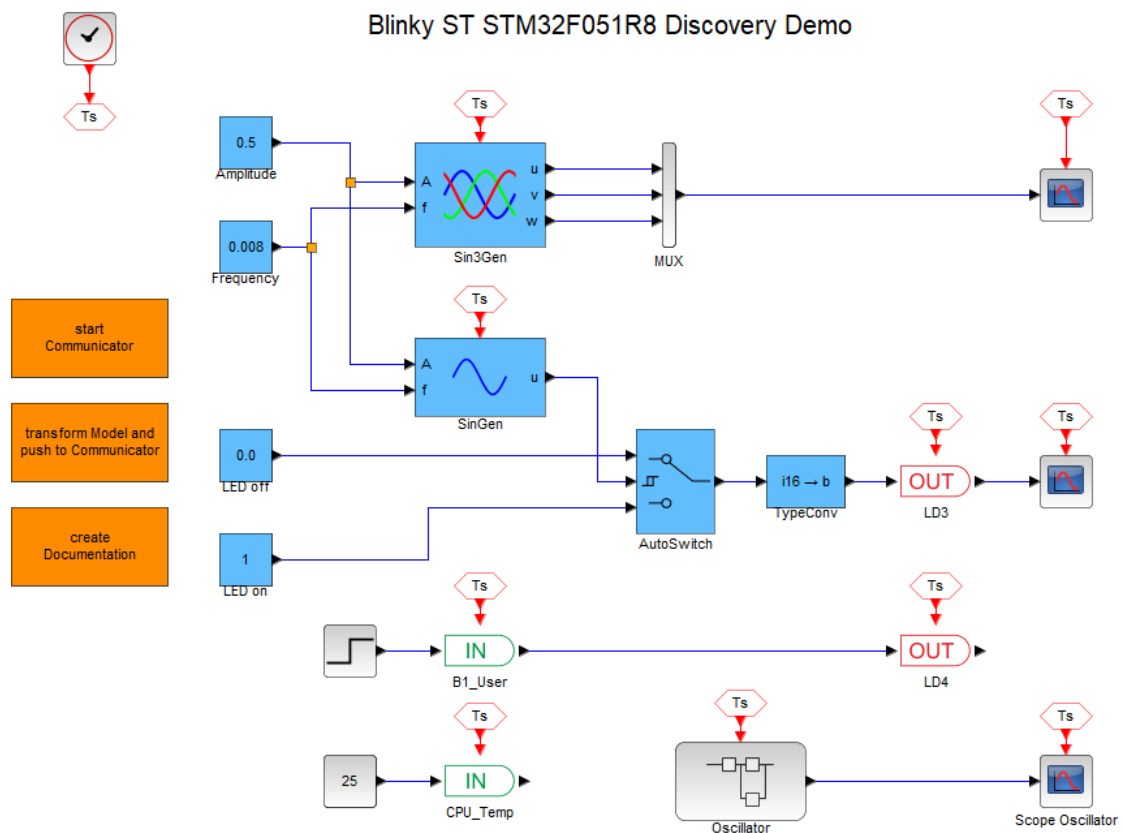 Blinky ST STM32F051R8 Discovery Demo
Ts
Ts
Ts
0.5
Amplitude
A
f
u
v
w
Sin3Gen
MUX
0.008
Frequency
Ts
start
Communicator
A
f
u
SinGen
transform Model and
push to Communicator
0.0
LED off
Ts
Ts
i16 → b
TypeConv
OUT
LD3
AutoSwitch
create
Documentation
1
LED on
Ts
Ts
IN
B1_User
OUT
LD4
Ts
Ts
Ts
25
IN
CPU_Temp
Oscillator
Scope Oscillator